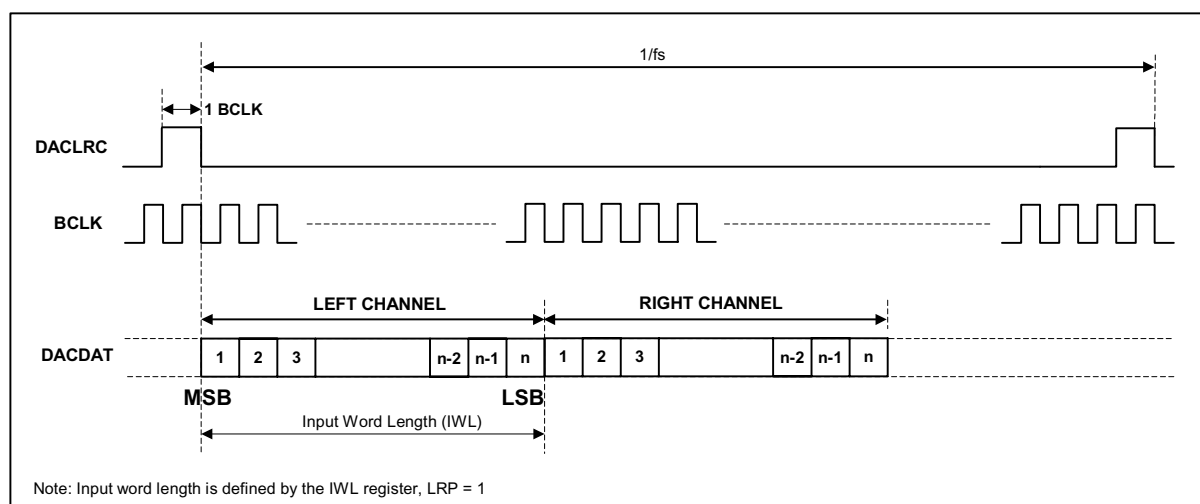 1/fs
1 BCLK
DACLRC
BCLK
LEFT CHANNEL RIGHT CHANNEL
DACDAT 1 2 3 n-2 n-1 n 1 2 3 n-2 n-1 n
MSB LSB
Input Word Length (IWL)
Note: Input word length is defined by the IWL register, LRP = 1